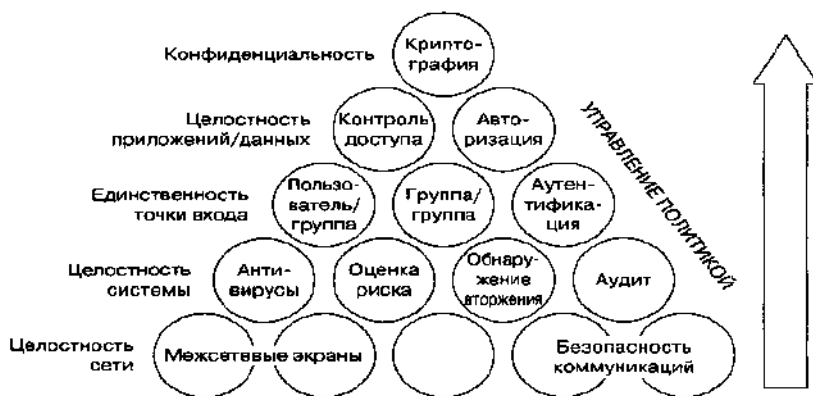 Конфиденциальность
Крипто-
графия
Целостность
приложений/данных
Контроль
доступа
Авто-
ризация
Единственность
точки входа
Пользо-
ватель/
группа
Группа/
группа
Аутен-
тифика-
ция
УПРАВЛЕНИЕ ПОЛИТИКОЙ
Целостность
системы
Анти-
вирусы
Оценка
риска
Обнару-
жение
вторжения
Аудит
Целостность
сети
Межсетевые экраны
Безопасность
коммуникаций